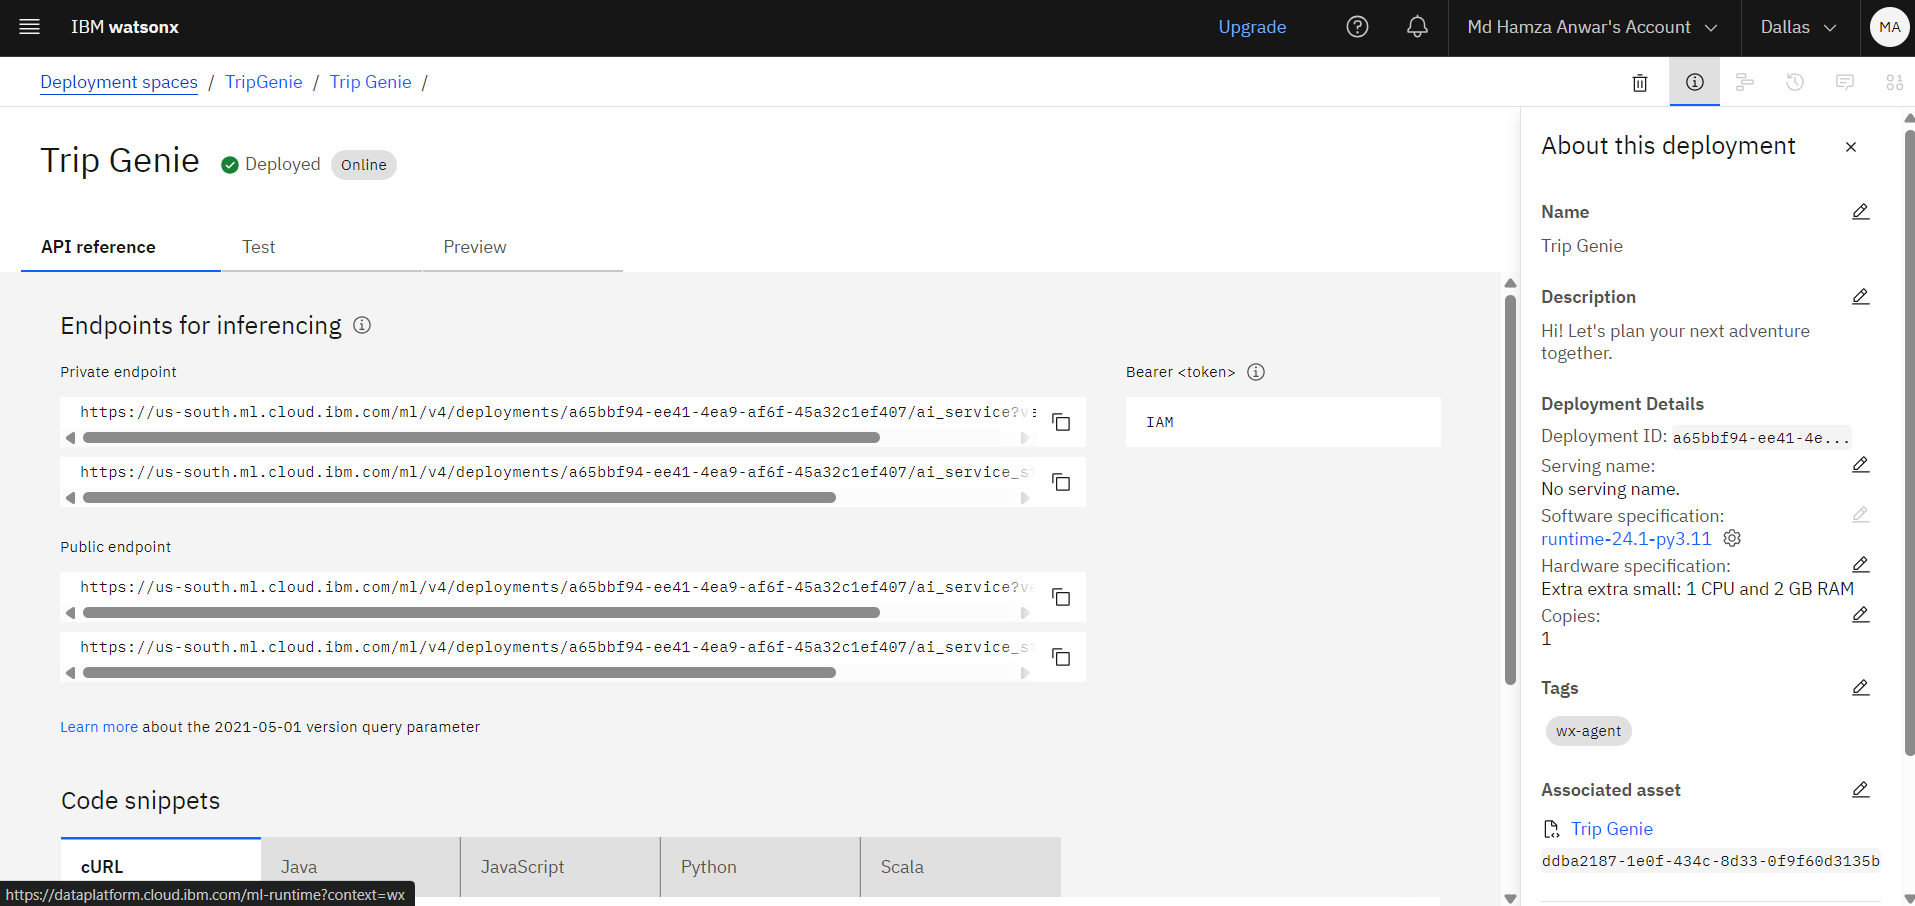 IBM watsonx
Upgrade
Md Hamza Anwar's Account
Dallas
MA
Deployment spaces / TripGenie / Trip Genie /
Trip Genie
Deployed
Online
API reference
Test
Preview
Endpoints for inferencing
Private endpoint
https://us-south.ml.cloud.ibm.com/ml/v4/deployments/a65bbf94-ee41-4ea9-af6f-45a32c1ef407/ai_service?ve
https://us-south.ml.cloud.ibm.com/ml/v4/deployments/a65bbf94-ee41-4ea9-af6f-45a32c1ef407/ai_service_st
Bearer <token>
IAM
Public endpoint
https://us-south.ml.cloud.ibm.com/ml/v4/deployments/a65bbf94-ee41-4ea9-af6f-45a32c1ef407/ai_service?ve
https://us-south.ml.cloud.ibm.com/ml/v4/deployments/a65bbf94-ee41-4ea9-af6f-45a32c1ef407/ai_service_st
Learn more about the 2021-05-01 version query parameter
Code snippets
cURL
Java
JavaScript
Python
Scala
https://dataplatform.cloud.ibm.com/ml-runtime?context=wx
About this deployment
Name
Trip Genie
Description
Hi! Let's plan your next adventure
together.
Deployment Details
Deployment ID: a65bbf94-ee41-4e...
Serving name:
No serving name.
Software specification:
runtime-24.1-py3.11
Hardware specification:
Extra extra small: 1 CPU and 2 GB RAM
Copies:
1
Tags
wx-agent
Associated asset
Trip Genie
ddba2187-1e0f-434c-8d33-0f9f60d3135b